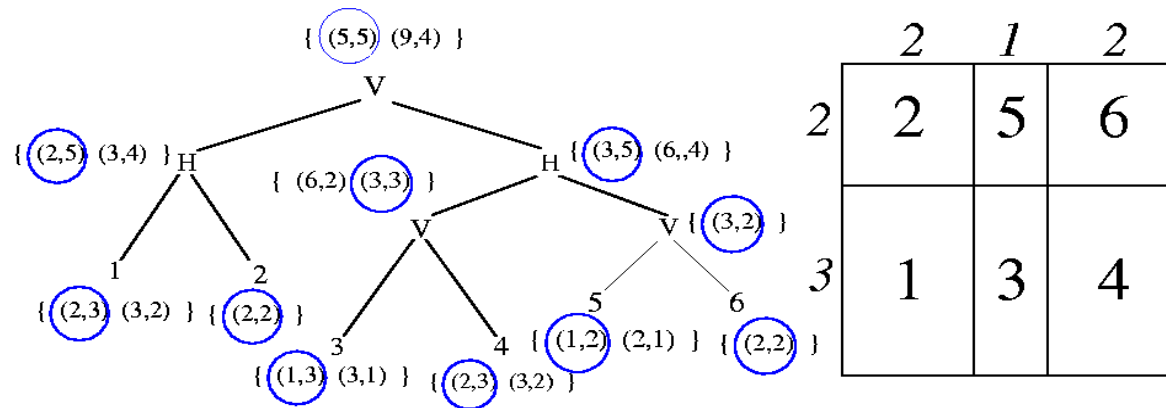 { (5,5) (9,4) }
V
{ (2,5) (3,4) }
H
{ (6,2) (3,3) }
H
{ (3,5) (6,,4) }
V
V
{ (3,2) }
1
2
{ (2,3) (3,2) }
{ (2,2) }
3
4
5
6
{ (1,3) (3,1) }
{ (2,3) (3,2) }
{ (1,2) (2,1) }
{ (2,2) }
2 1 2
2 2 5 6
3 1 3 4